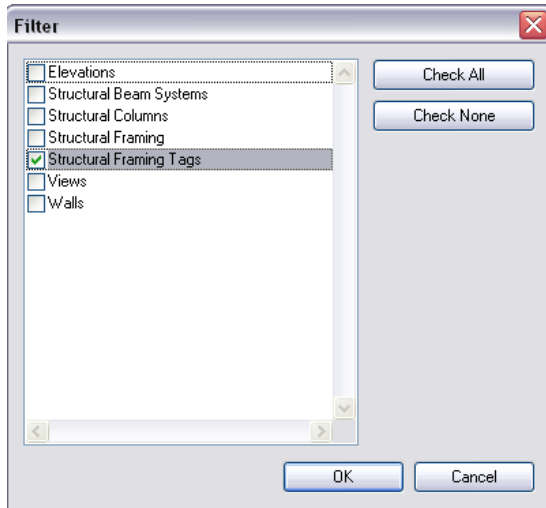 Filter
Elevations
Structural Beam Systems
Structural Columns
Structural Framing
Structural Framing Tags
Views
Walls
Check All
Check None
OK
Cancel